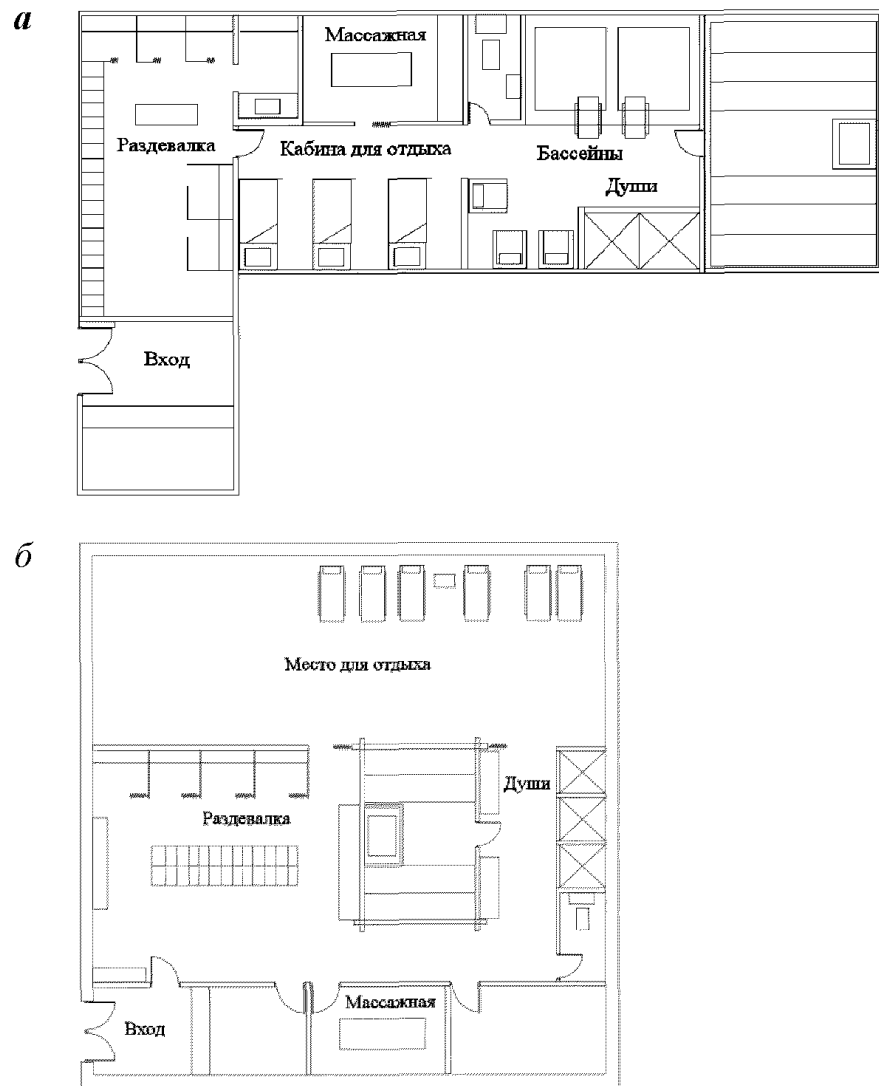 а
Массажная
Раздевалка
Кабина для отдыха
Бассейны
Души
Вход
б
Место для отдыха
Души
Раздевалка
Массажная
Вход